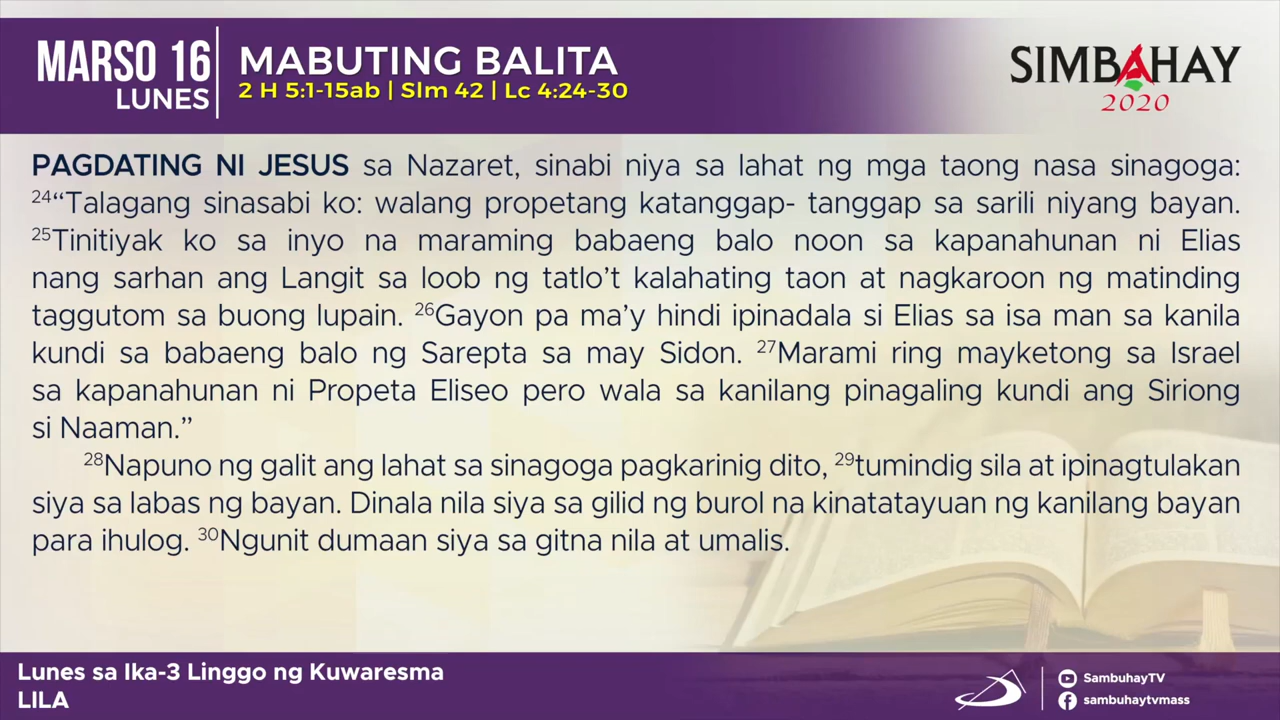 MARSO 16
LUNES
MABUTING BALITA
2 H 5:1-15ab | Slm 42 | Lc 4:24-30
SIMBAHAY
2020
PAGDATING NI JESUS sa Nazaret, sinabi niya sa lahat ng mga taong nasa sinagoga:
24“Talagang sinasabi ko: walang propetang katanggap- tanggap sa sarili niyang bayan.
25Tinitiyak ko sa inyo na maraming babaeng balo noon sa kapanahunan ni Elias
nang sarhan ang Langit sa loob ng tatlo’t kalahating taon at nagkaroon ng matinding
taggutom sa buong lupain. 26Gayon pa ma’y hindi ipinadala si Elias sa isa man sa kanila
kundi sa babaeng balo ng Sarepta sa may Sidon. 27Marami ring mayketong sa Israel
sa kapanahunan ni Propeta Eliseo pero wala sa kanilang pinagaling kundi ang Siriong
si Naaman.”
28Napuno ng galit ang lahat sa sinagoga pagkarinig dito, 29tumindig sila at ipinagtulakan
siya sa labas ng bayan. Dinala nila siya sa gilid ng burol na kinatatayuan ng kanilang bayan
para ihulog. 30Ngunit dumaan siya sa gitna nila at umalis.
Lunes sa Ika-3 Linggo ng Kuwaresma
LILA
SambuhayTV
sambuhaytvmass